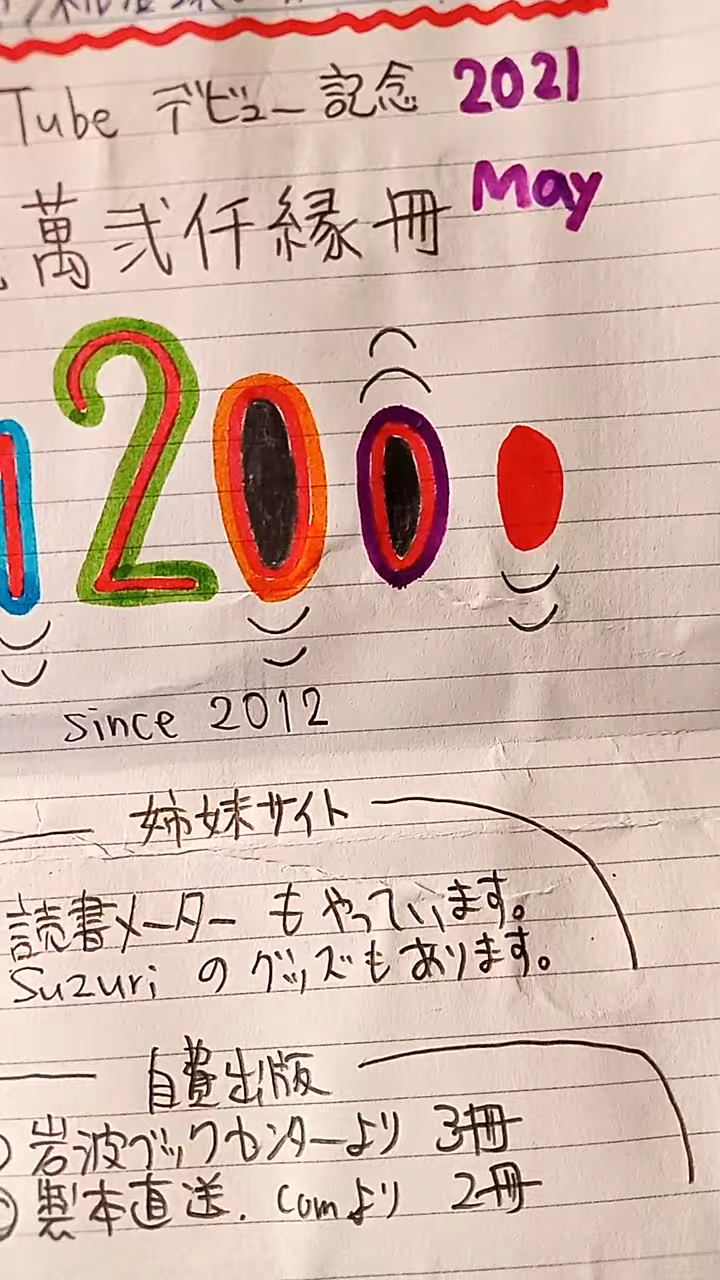 Tube デビュー記念 2021
萬弐仟縁冊 May
1200
since 2012
姉妹サイト
読書メーター もやっています。
Suzuri のグッズもあります。
自費出版
岩波ブックセンターより 3冊
② 製本直送.comより 2冊